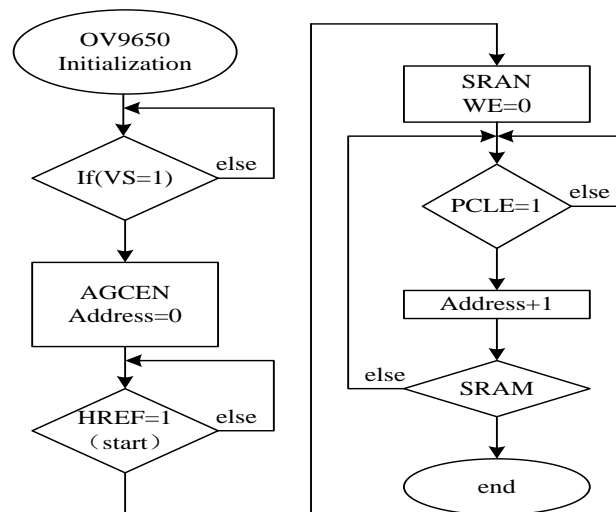 OV9650
Initialization
If(VS=1)
else
AGCEN
Address=0
HREF=1
（start）
else
SRAN
WE=0
PCLE=1
else
Address+1
SRAM
else
end